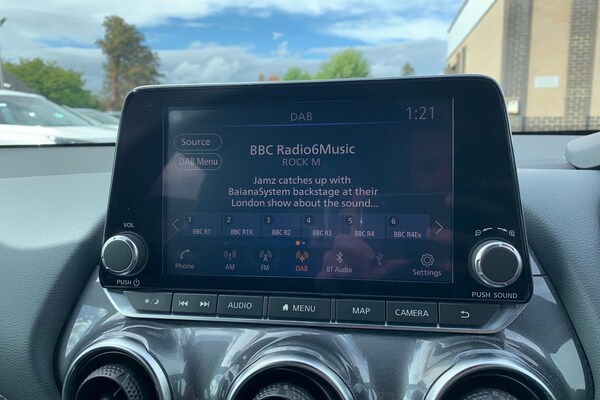 DAB
1:21
Source
DAB Menu
BBC Radio6Music
ROCK M
Jamz catches up with
BaianaSystem backstage at their
London show about the sound...
1 2 3 4 5 6
BBC R1 BBC R1X BBC R2 BBC R3 BBC R4 BBC R4Ex
Phone AM FM DAB BT Audio Settings
VOL
PUSH
PUSH SOUND
AUDIO MENU MAP CAMERA